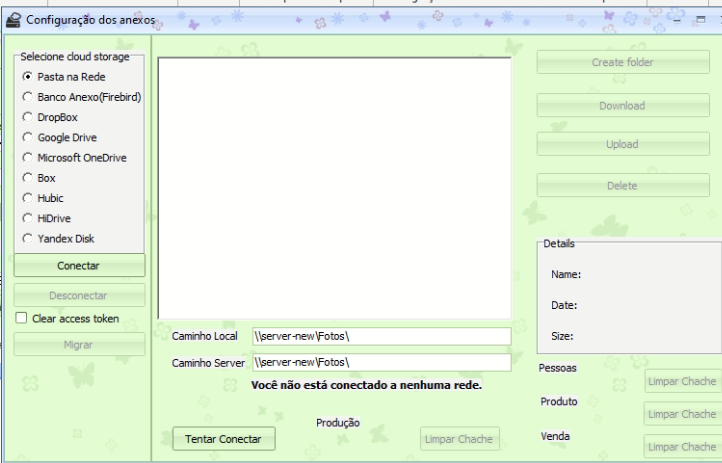 Configuração dos anexos
Selecione cloud storage
Pasta na Rede
Banco Anexo(Firebird)
DropBox
Google Drive
Microsoft OneDrive
Box
Hubic
HiDrive
Yandex Disk
Conectar
Desconectar
Clear access token
Migrar
Caminho Local \\server-new\Fotos\
Caminho Server \\server-new\Fotos\
Você não está conectado a nenhuma rede.
Tentar Conectar
Produção
Limpar Chache
Create folder
Download
Upload
Delete
Details
Name:
Date:
Size:
Pessoas
Limpar Chache
Produto
Limpar Chache
Venda
Limpar Chache